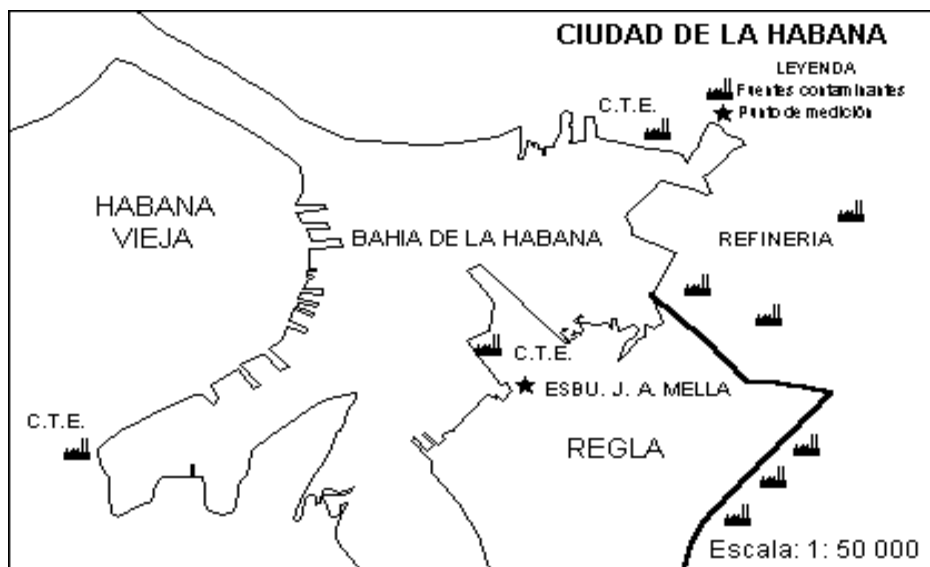 CIUDAD DE LA HABANA
LEYENDA
Fuentes contaminantes
Punto de medición
C.T.E.
HABANA
VIEJA
BAHIA DE LA HABANA
REFINERIA
C.T.E.
ESBU. J. A. MELLA
C.T.E.
REGLA
Escala: 1: 50 000